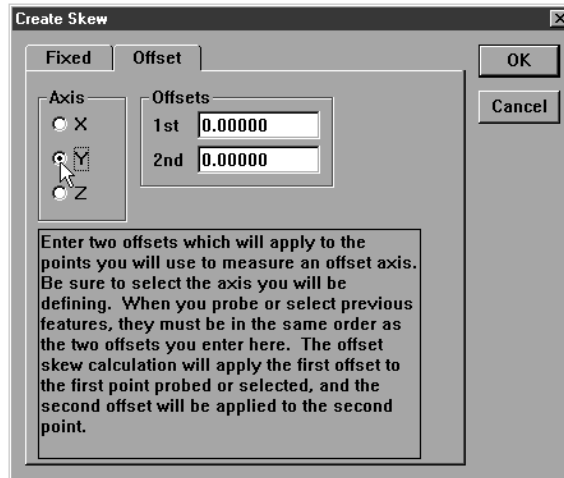 Create Skew
Fixed
Offset
OK
Cancel
Axis
X
Y
Z
Offsets
1st 0.00000
2nd 0.00000
Enter two offsets which will apply to the
points you will use to measure an offset axis.
Be sure to select the axis you will be
defining. When you probe or select previous
features, they must be in the same order as
the two offsets you enter here. The offset
skew calculation will apply the first offset to
the first point probed or selected, and the
second offset will be applied to the second
point.